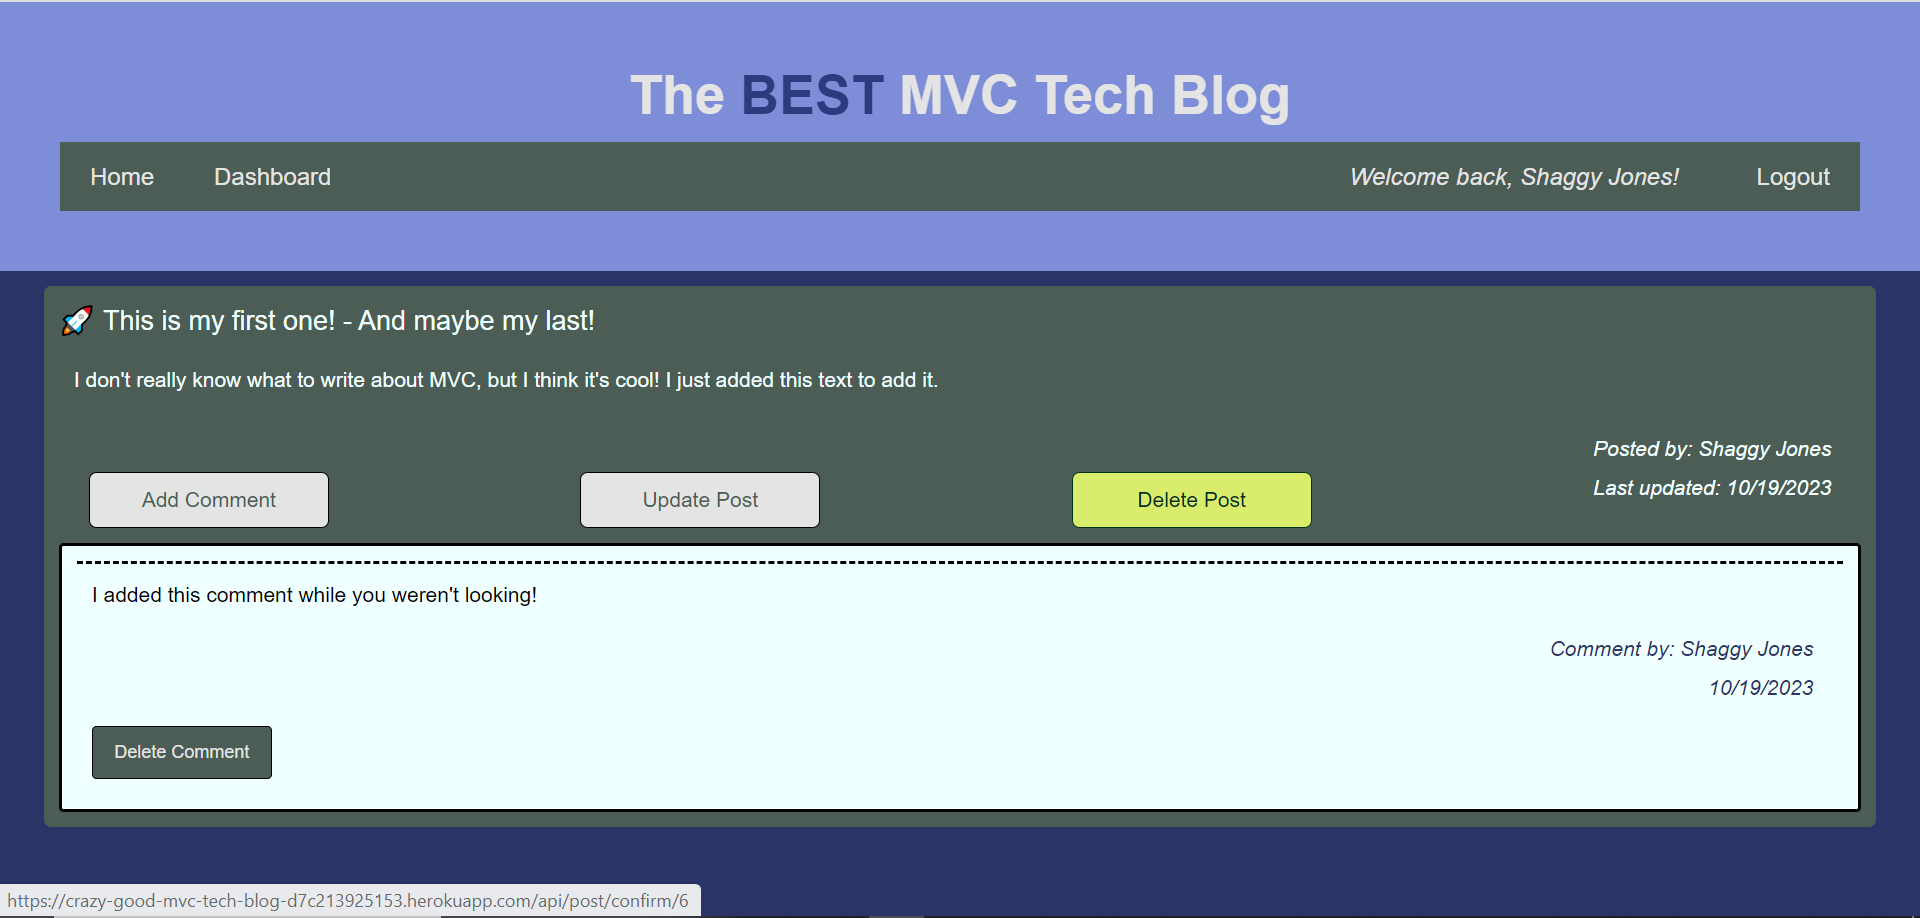 The BEST MVC Tech Blog
Home Dashboard Welcome back, Shaggy Jones! Logout
🚀 This is my first one! - And maybe my last!
I don't really know what to write about MVC, but I think it's cool! I just added this text to add it.
Posted by: Shaggy Jones
Last updated: 10/19/2023
Add Comment Update Post Delete Post
I added this comment while you weren't looking!
Comment by: Shaggy Jones
10/19/2023
Delete Comment
https://crazy-good-mvc-tech-blog-d7c213925153.herokuapp.com/api/post/confirm/6